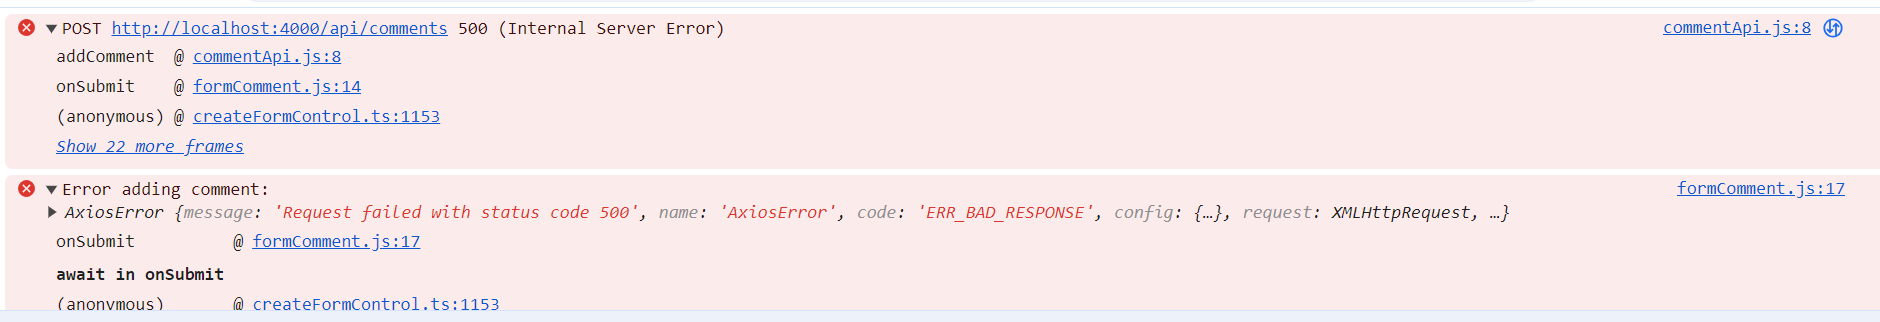 POST http://localhost:4000/api/comments 500 (Internal Server Error) commentApi.js:8
addComment @ commentApi.js:8
onSubmit @ formComment.js:14
(anonymous) @ createFormControl.ts:1153
Show 22 more frames
Error adding comment: formComment.js:17
AxiosError {message: 'Request failed with status code 500', name: 'AxiosError', code: 'ERR_BAD_RESPONSE', config: {…}, request: XMLHttpRequest, …}
onSubmit @ formComment.js:17
await in onSubmit
(anonymous) @ createFormControl.ts:1153